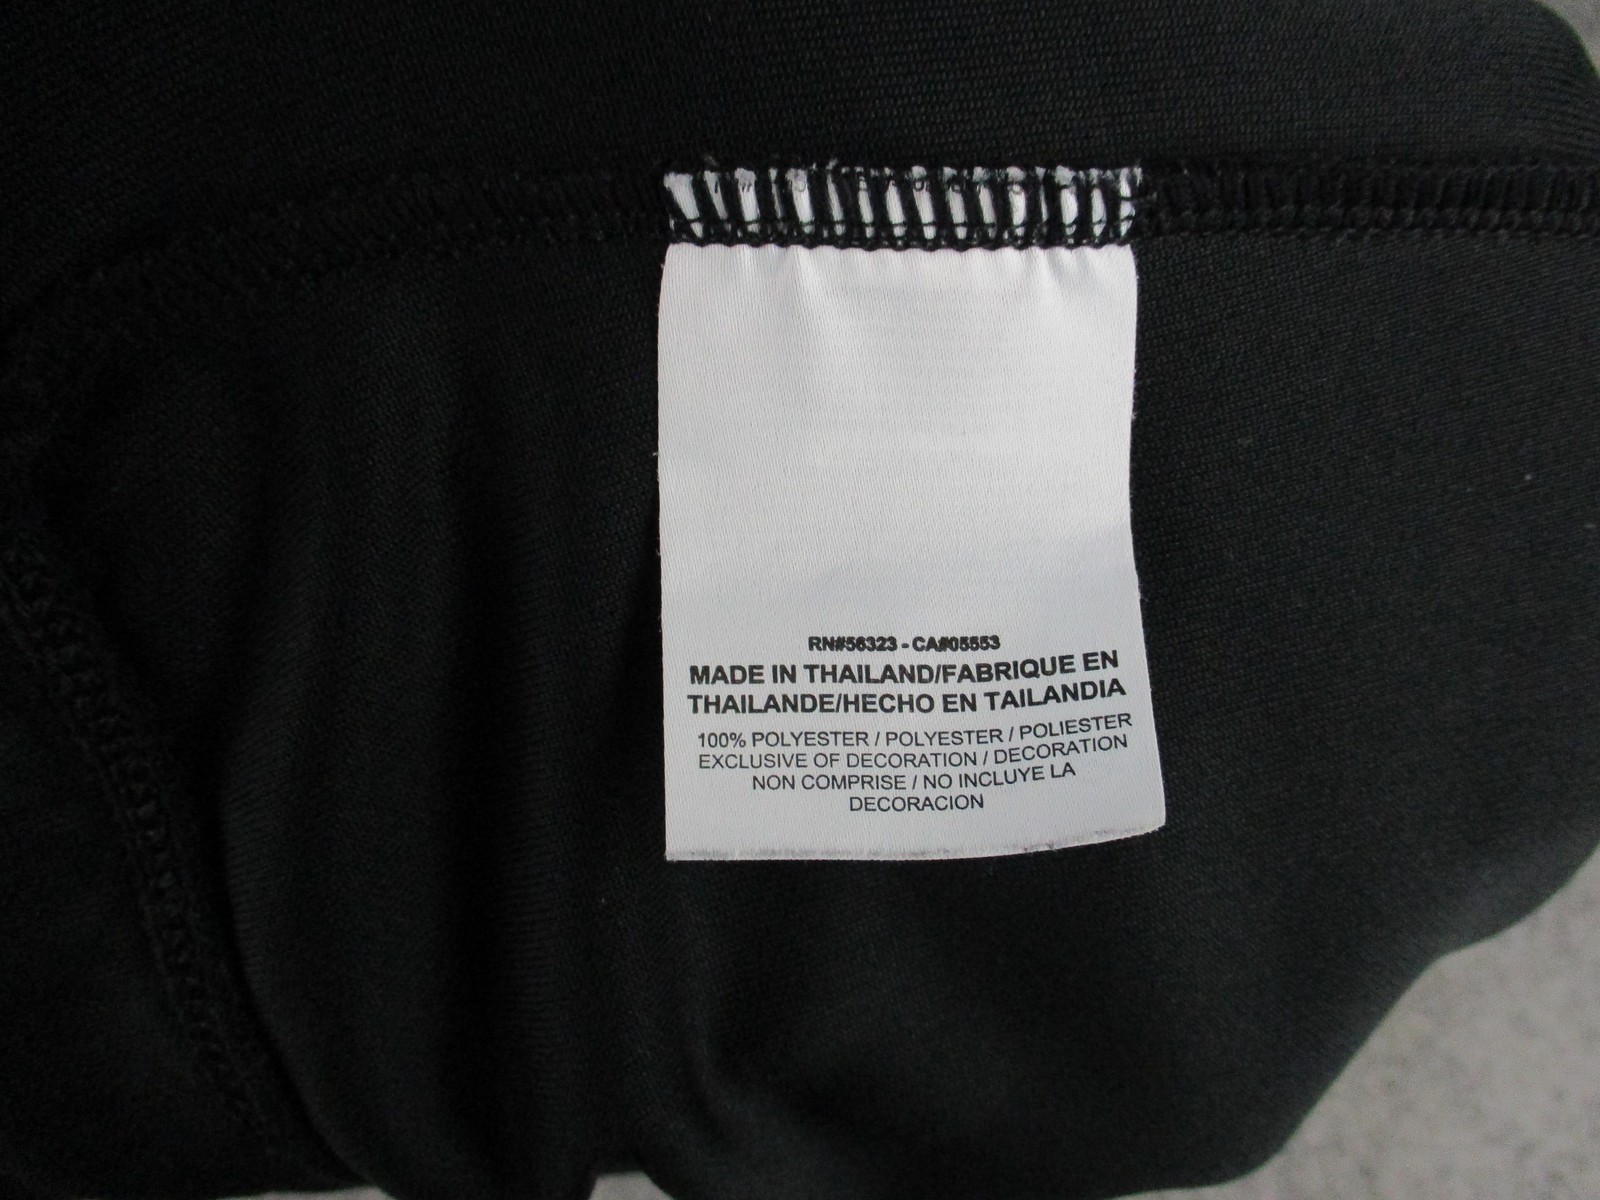 RN#56323 - CA#05553
MADE IN THAILAND/FABRIQUE EN
THAILANDE/HECHO EN TAILANDIA
100% POLYESTER / POLYESTER / POLIESTER
EXCLUSIVE OF DECORATION / DECORATION
NON COMPRISE / NO INCLUYE LA
DECORACION